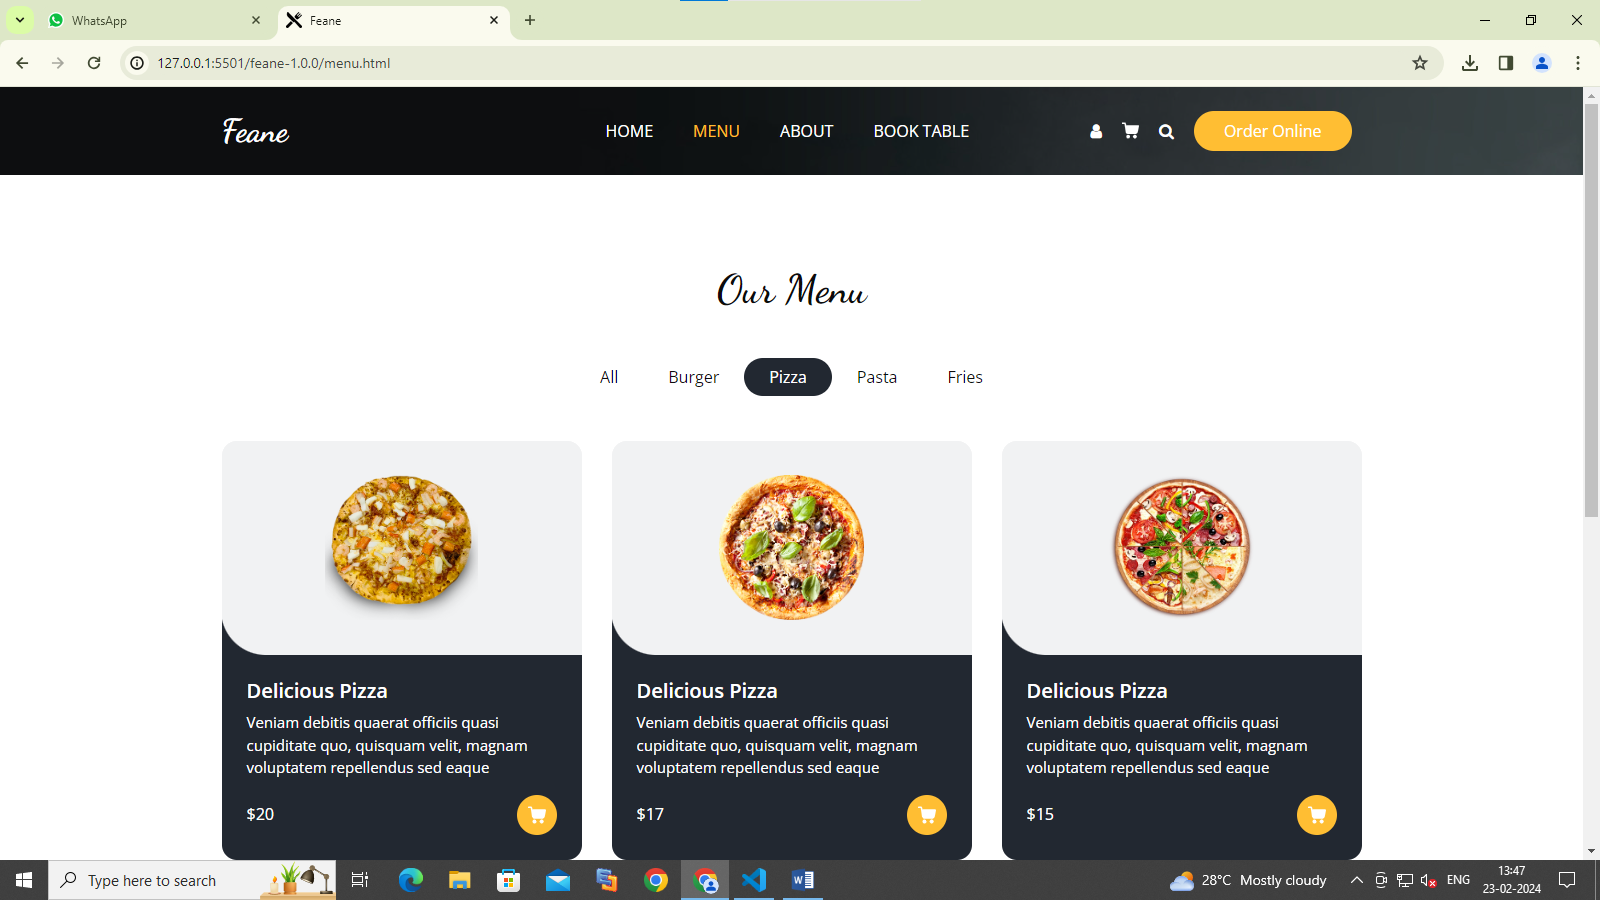 WhatsApp
Feane
127.0.0.1:5501/feane-1.0.0/menu.html
Feane
HOME
MENU
ABOUT
BOOK TABLE
Order Online
Our Menu
All
Burger
Pizza
Pasta
Fries
Delicious Pizza
Veniam debitis quaerat officiis quasi
cupiditate quo, quisquam velit, magnam
voluptatem repellendus sed eaque
$20
Delicious Pizza
Veniam debitis quaerat officiis quasi
cupiditate quo, quisquam velit, magnam
voluptatem repellendus sed eaque
$17
Delicious Pizza
Veniam debitis quaerat officiis quasi
cupiditate quo, quisquam velit, magnam
voluptatem repellendus sed eaque
$15
Type here to search
28°C Mostly cloudy
ENG
13:47
23-02-2024